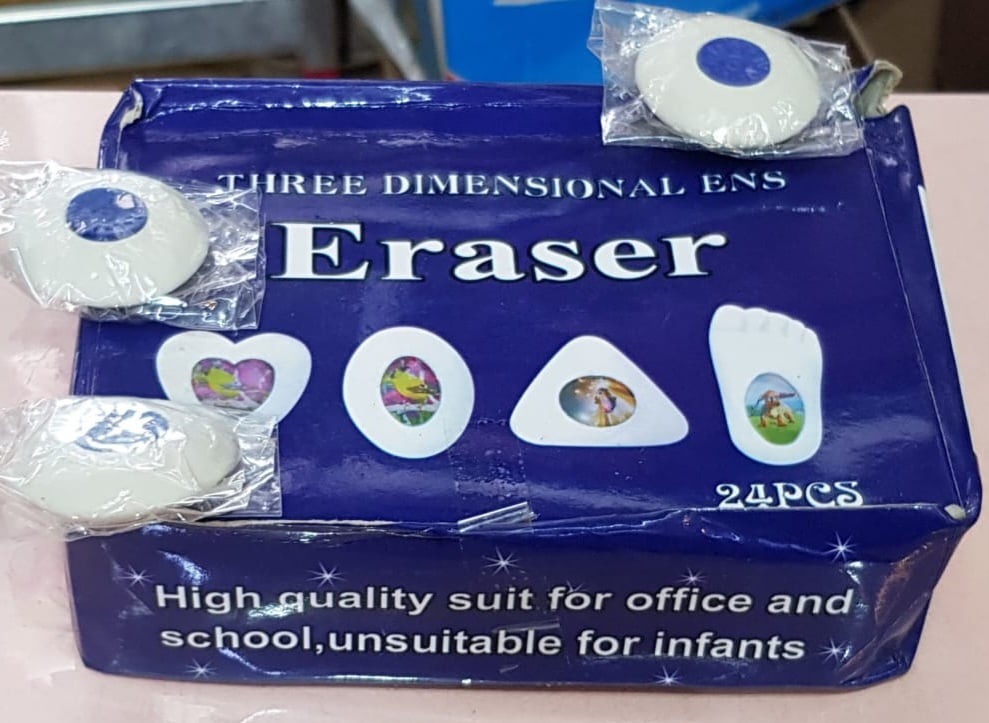 THREE DIMENSIONAL ENS
Eraser
24PCS
High quality suit for office and
school,unsuitable for infants